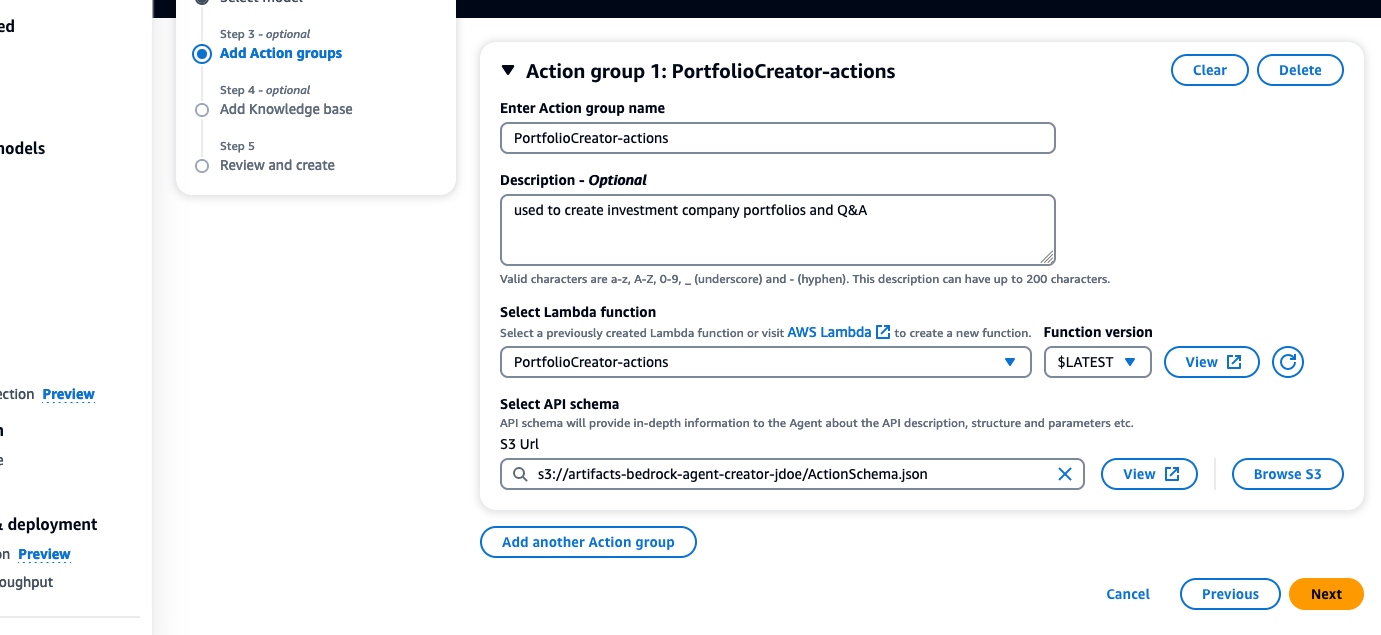 Select model
Step 3 - optional
Add Action groups
Step 4 - optional
Add Knowledge base
Step 5
Review and create
ed
nodels
ection Preview
n
e
& deployment
on Preview
oughput
Action group 1: PortfolioCreator-actions
Clear
Delete
Enter Action group name
PortfolioCreator-actions
Description - Optional
used to create investment company portfolios and Q&A
Valid characters are a-z, A-Z, 0-9, _ (underscore) and - (hyphen). This description can have up to 200 characters.
Select Lambda function
Select a previously created Lambda function or visit AWS Lambda to create a new function.
Function version
PortfolioCreator-actions
$LATEST
View
Select API schema
API schema will provide in-depth information to the Agent about the API description, structure and parameters etc.
S3 Url
s3://artifacts-bedrock-agent-creator-jdoe/ActionSchema.json
View
Browse S3
Add another Action group
Cancel
Previous
Next